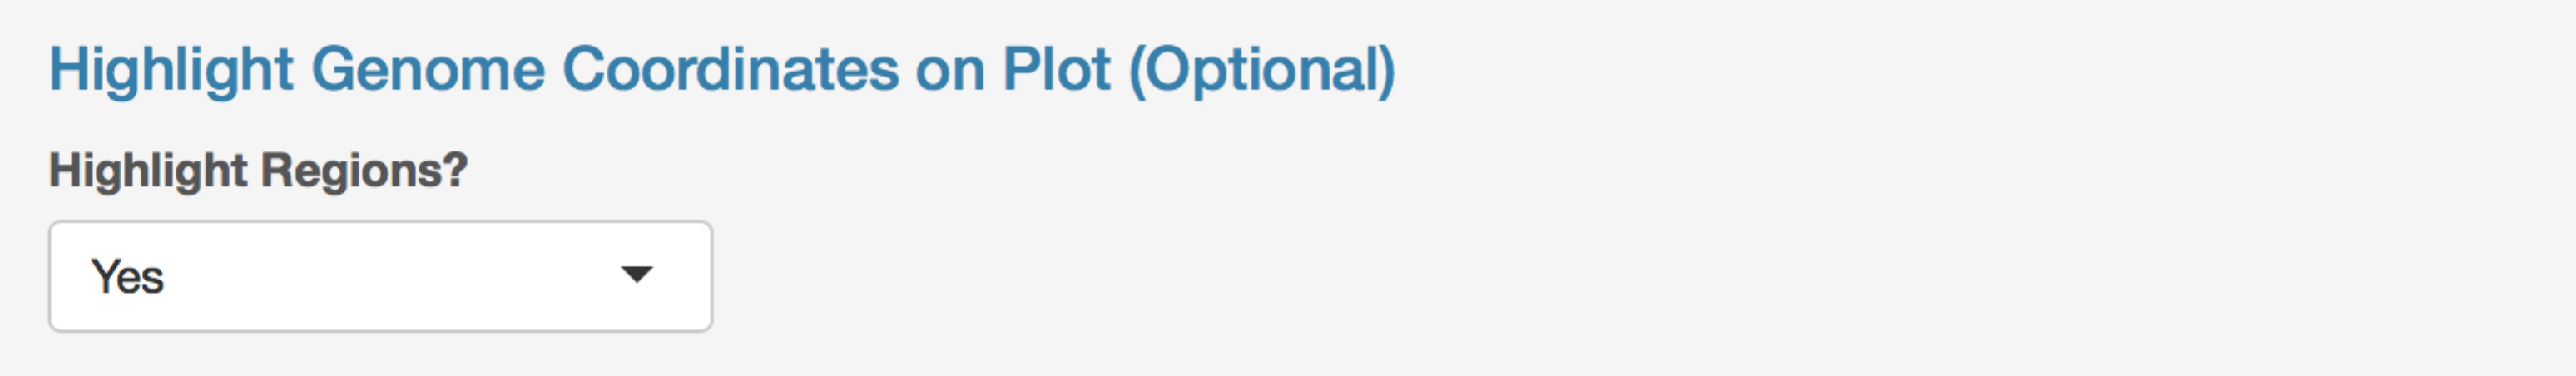 Highlight Genome Coordinates on Plot (Optional)
Highlight Regions?
Yes